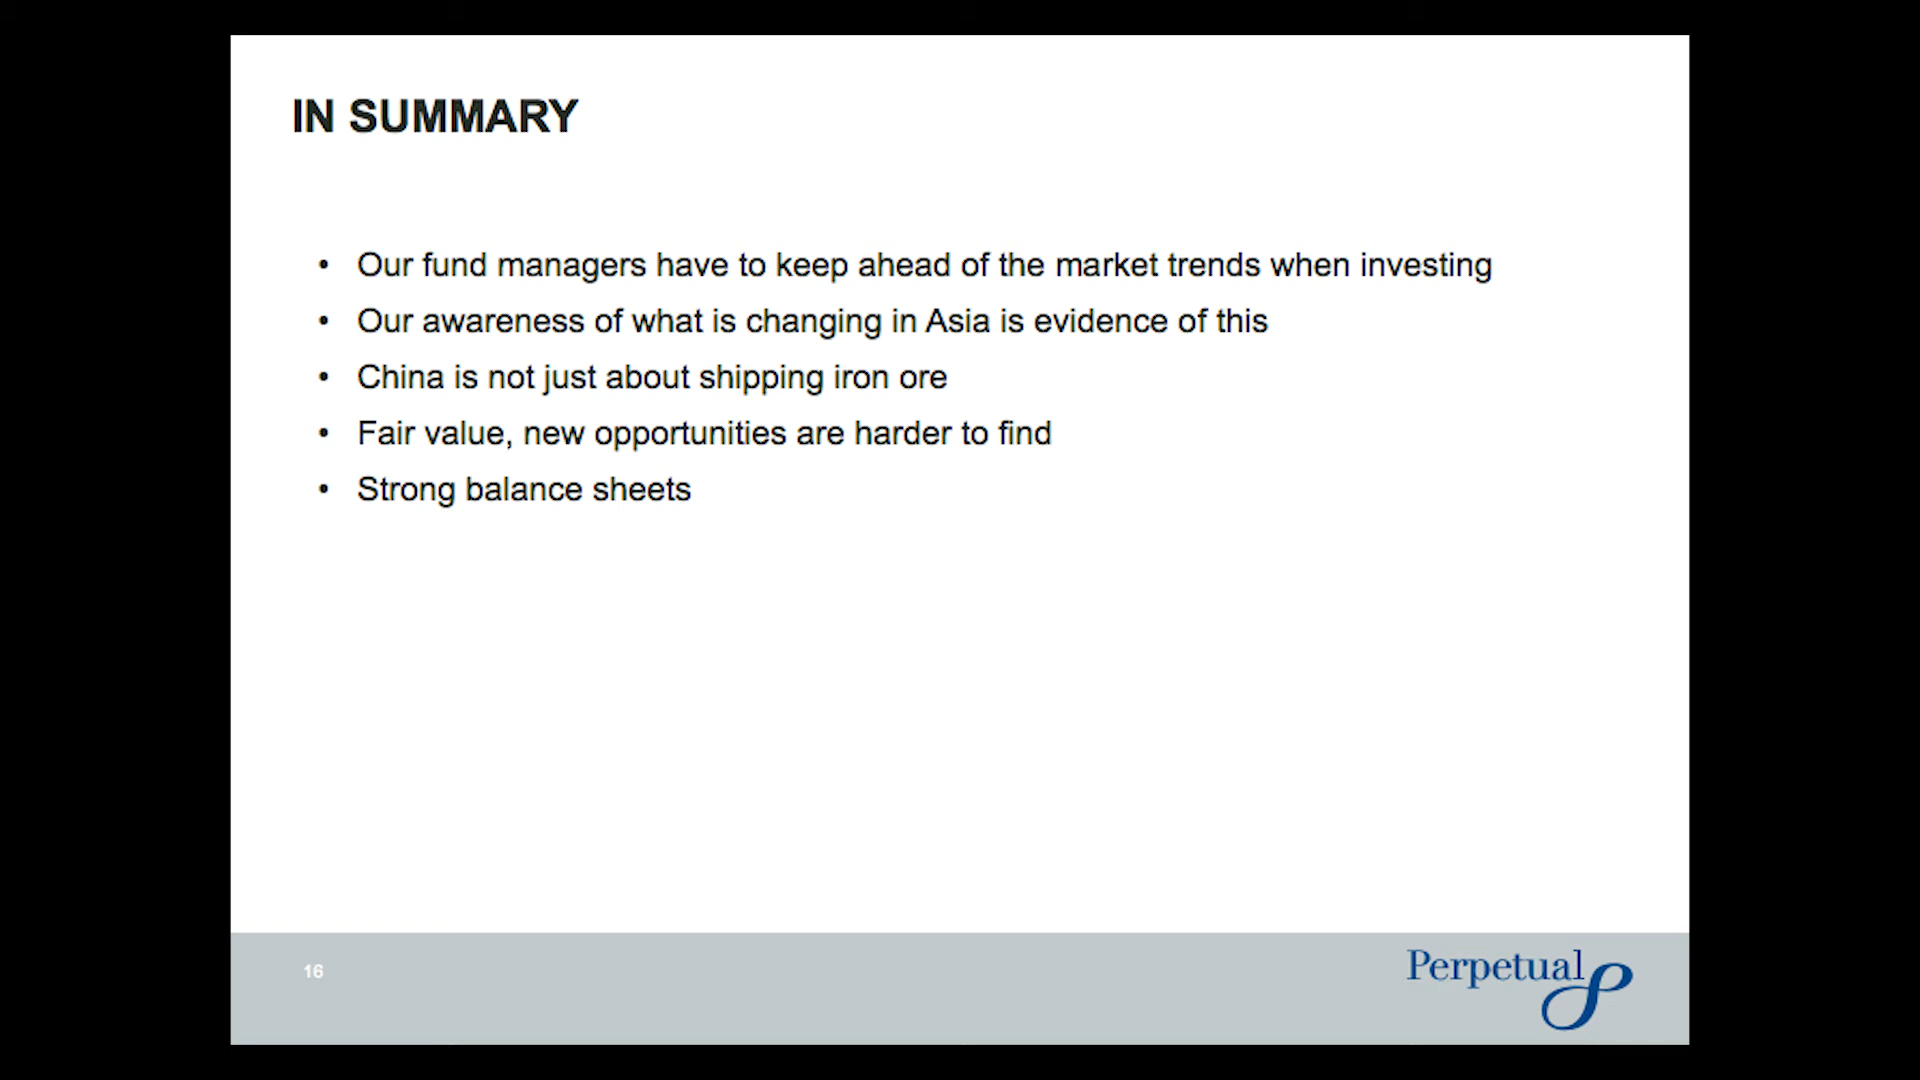 IN SUMMARY
• Our fund managers have to keep ahead of the market trends when investing
• Our awareness of what is changing in Asia is evidence of this
• China is not just about shipping iron ore
• Fair value, new opportunities are harder to find
• Strong balance sheets
16
Perpetual